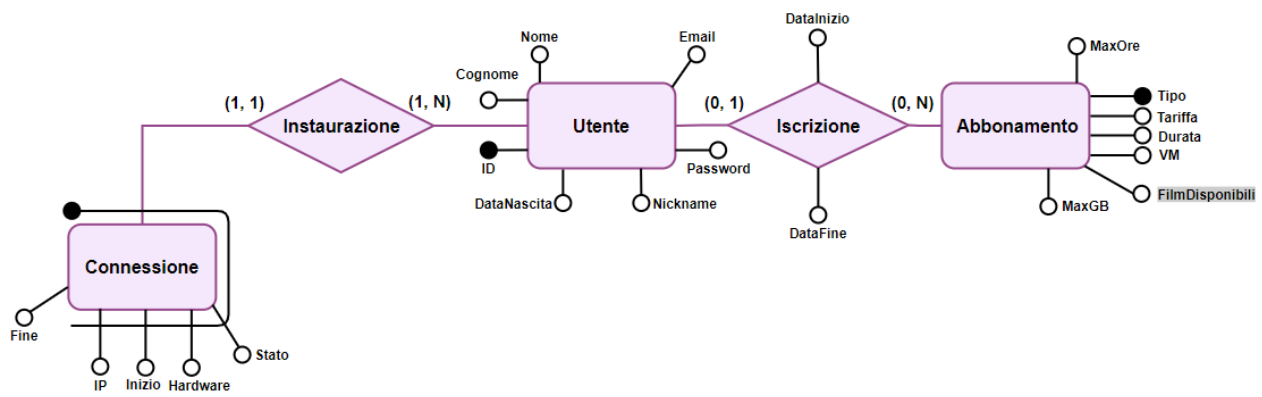 DataInizio
Nome
Email
MaxOre
Cognome
(1, 1)
(1, N)
(0, 1)
(0, N)
Tipo
Tariffa
Instaurazione
Utente
Iscrizione
Abbonamento
Durata
VM
ID
Password
FilmDisponibili
DataNascita
Nickname
MaxGB
DataFine
Connessione
Fine
Stato
IP
Inizio
Hardware